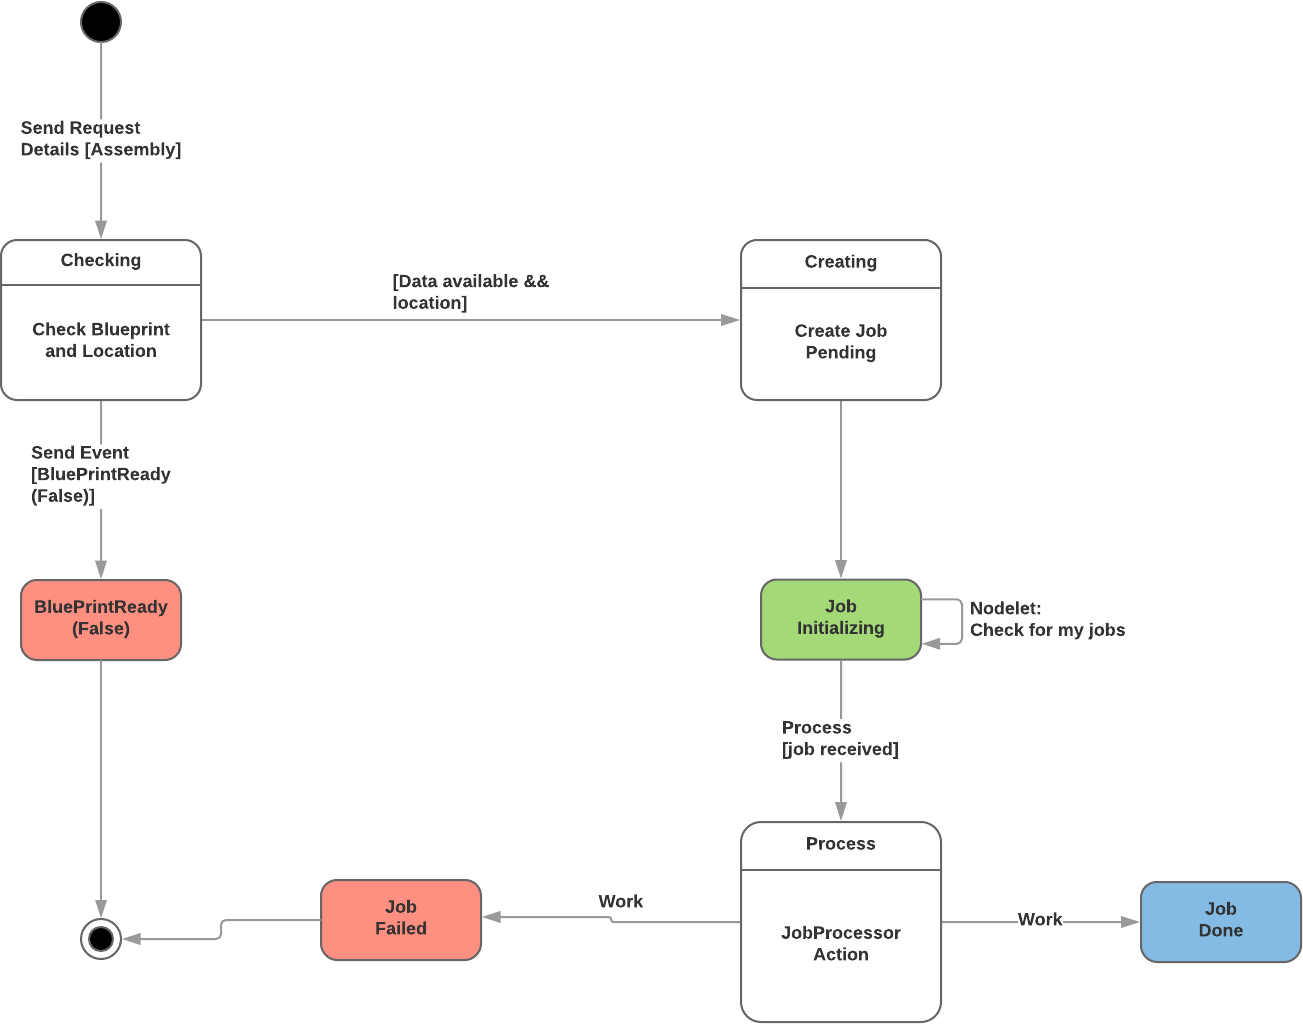 Send Request
Details [Assembly]
Checking
Check Blueprint
and Location
[Data available &&
location]
Creating
Create Job
Pending
Send Event
[BluePrintReady
(False)]
BluePrintReady
(False)
Job
Initializing
Nodelet:
Check for my jobs
Process
[job received]
Process
JobProcessor
Action
Work
Job
Failed
Work
Job
Done